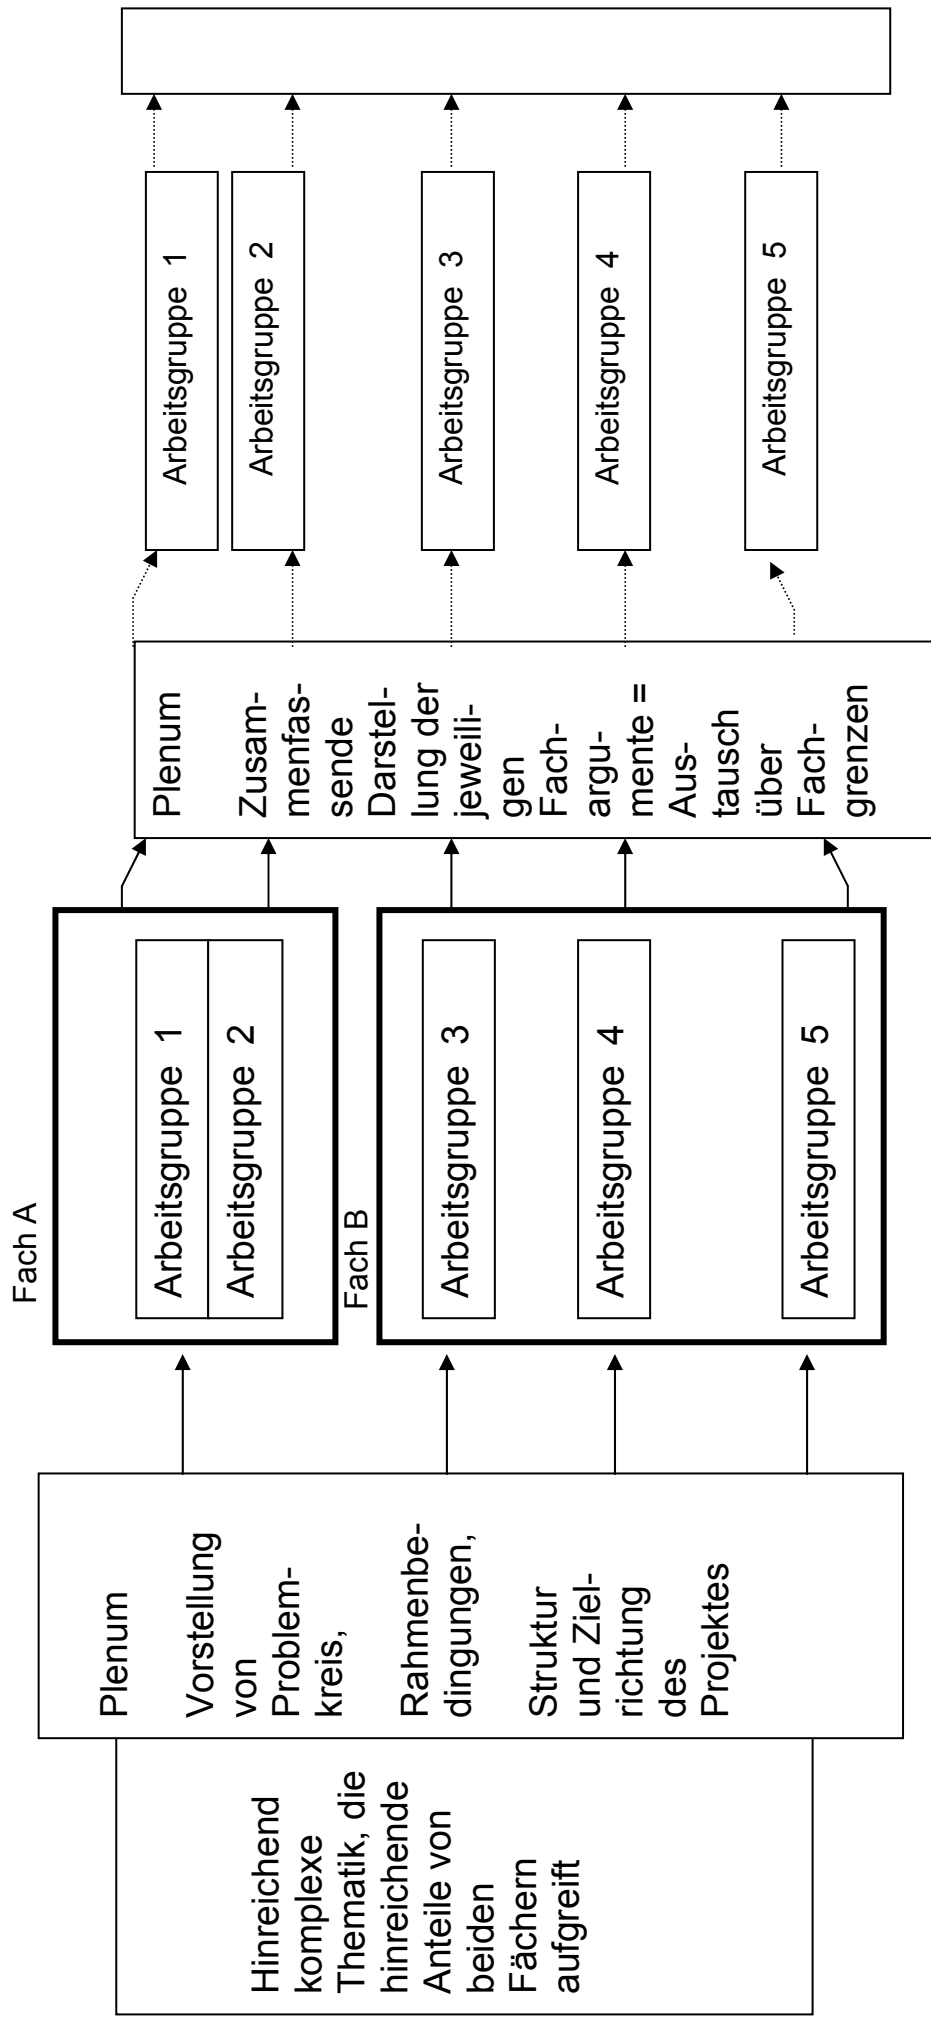 Hinreichend
komplexe
Thematik, die
hinreichende
Anteile von
beiden
Fächern
aufgreift
Plenum
Vorstellung
von
Problem-
kreis,
Rahmenbe-
dingungen,
Struktur
und Ziel-
richtung
des
Projektes
Fach A
Arbeitsgruppe 1
Arbeitsgruppe 2
Fach B
Arbeitsgruppe 3
Arbeitsgruppe 4
Arbeitsgruppe 5
Plenum
Zusam-
menfas-
sende
Darstel-
lung der
jeweili-
gen
Fach-
argu-
mente =
Aus-
tausch
über
Fach-
grenzen
Arbeitsgruppe 1
Arbeitsgruppe 2
Arbeitsgruppe 3
Arbeitsgruppe 4
Arbeitsgruppe 5